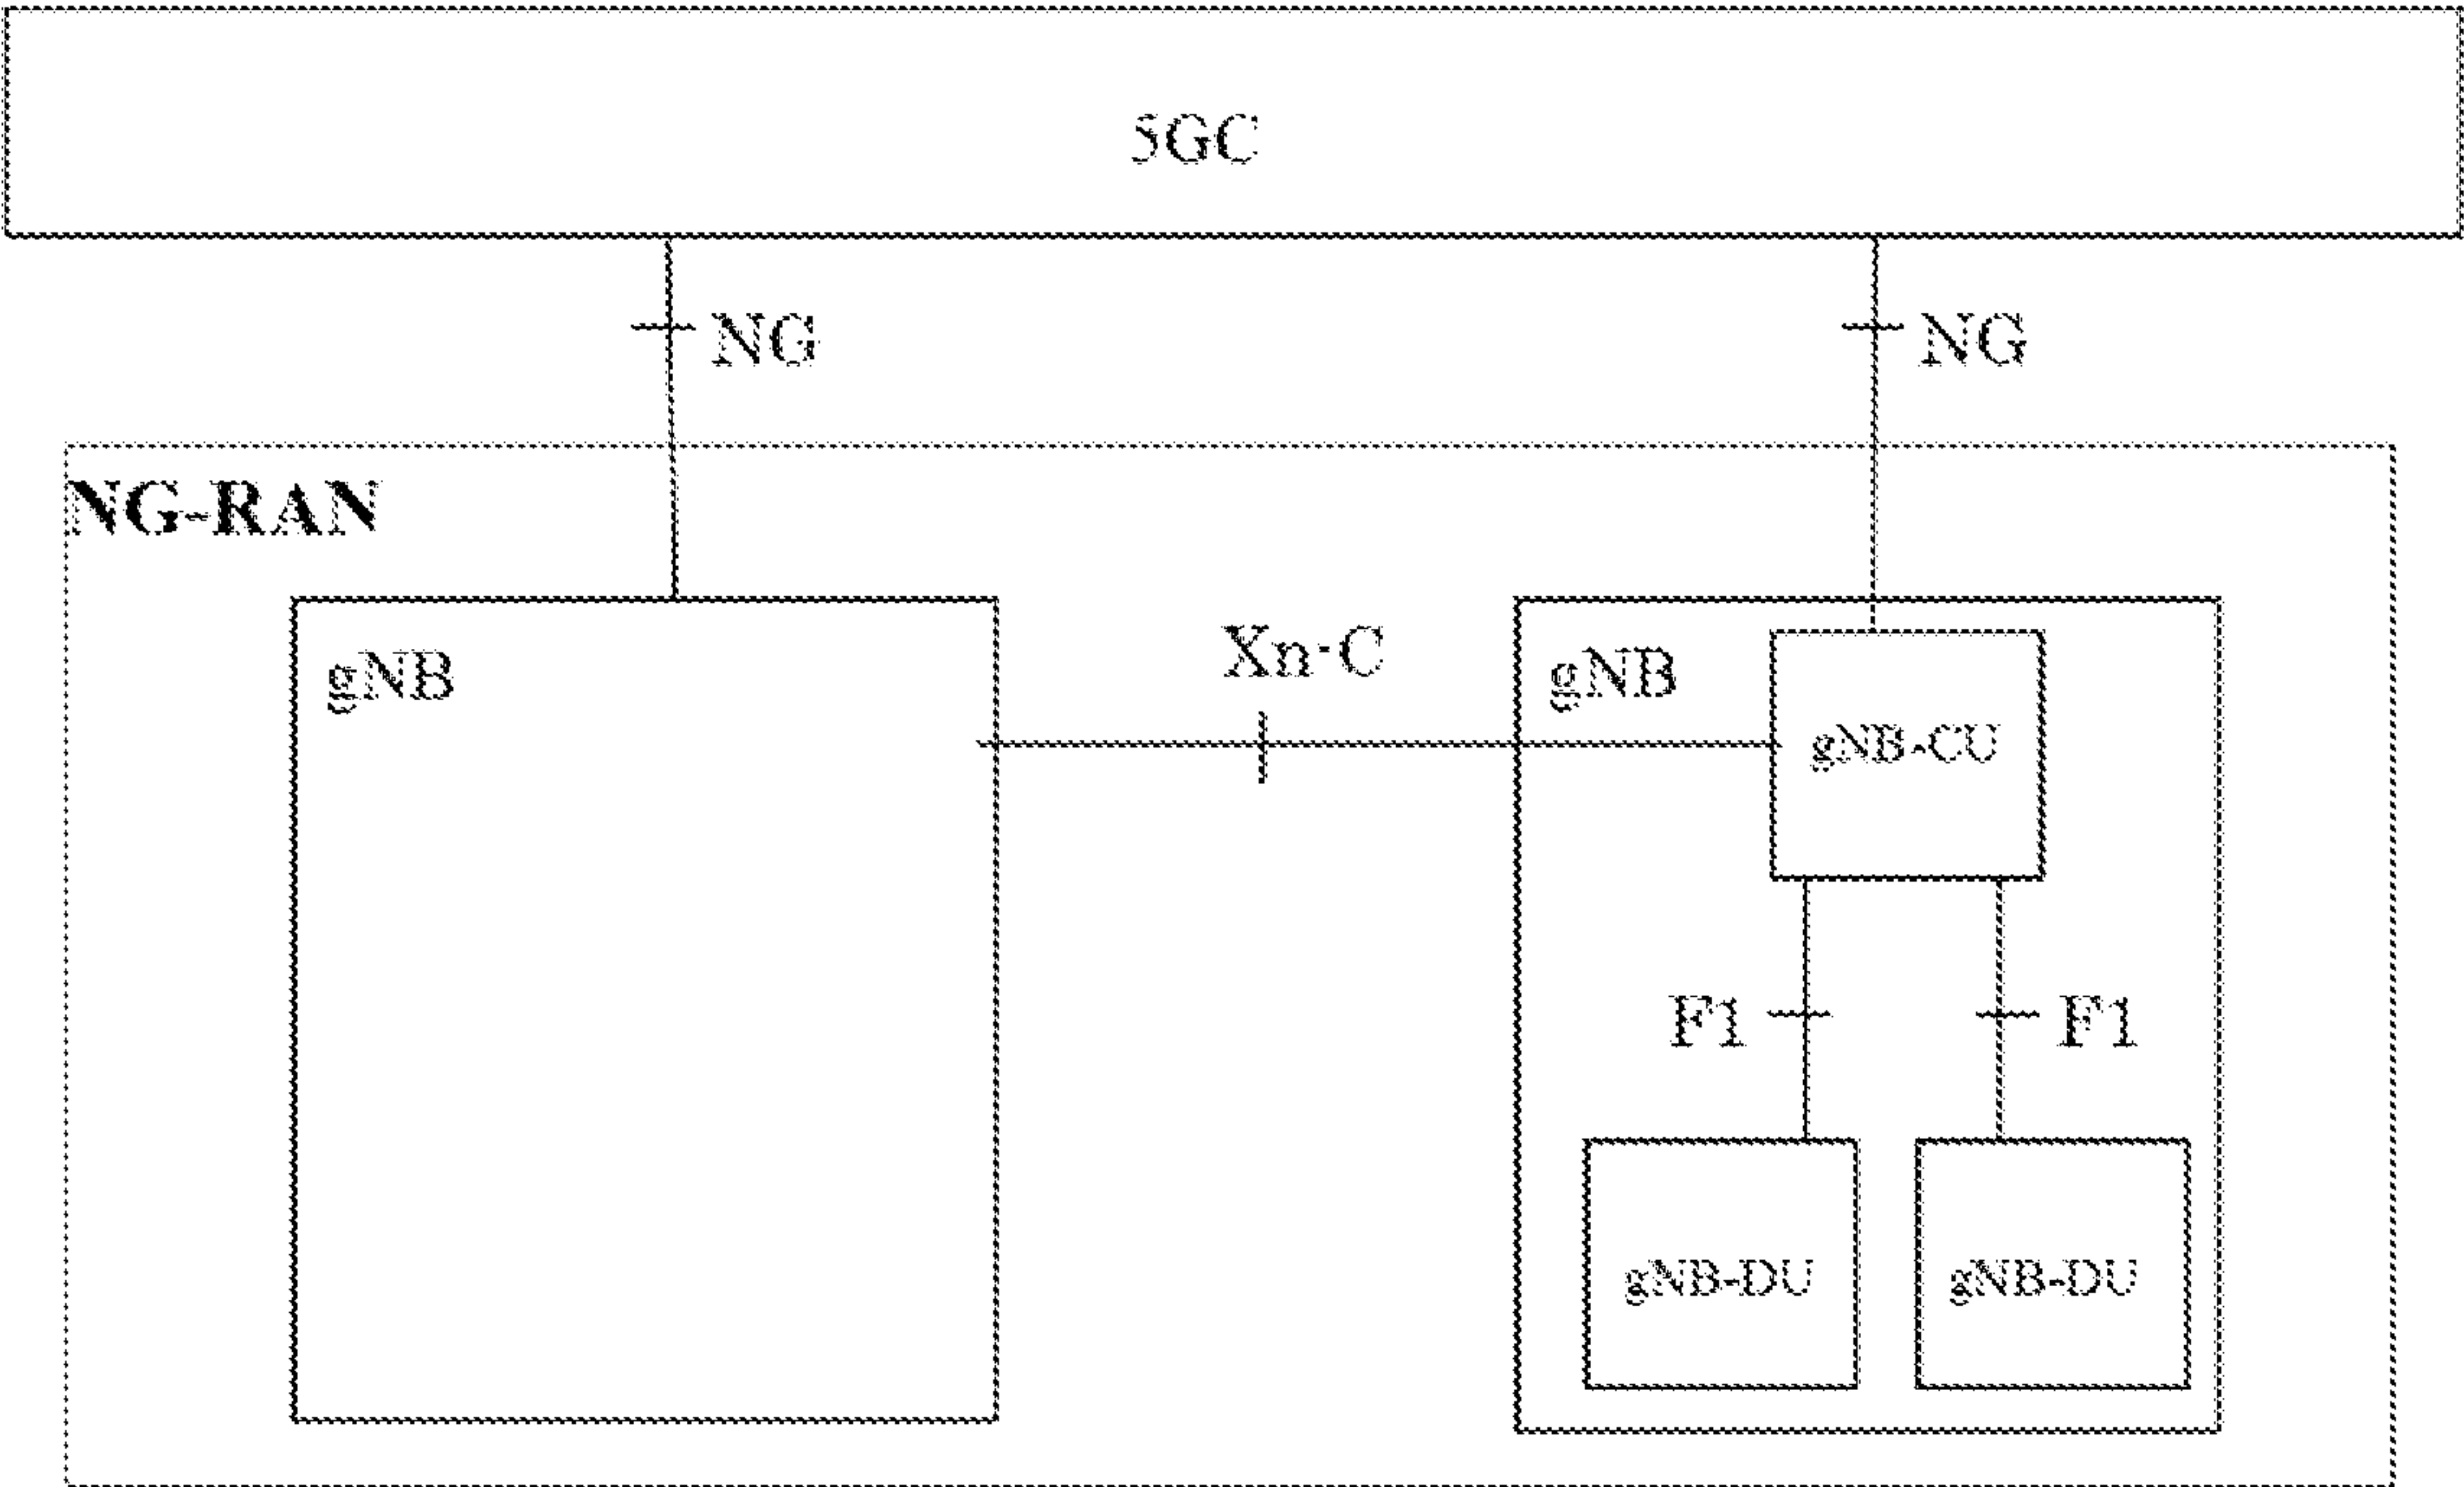 5GC
NG
NG
NG-RAN
gNB
Xn-C
gNB
gNB-CU
F1
F1
gNB-DU
gNB-DU